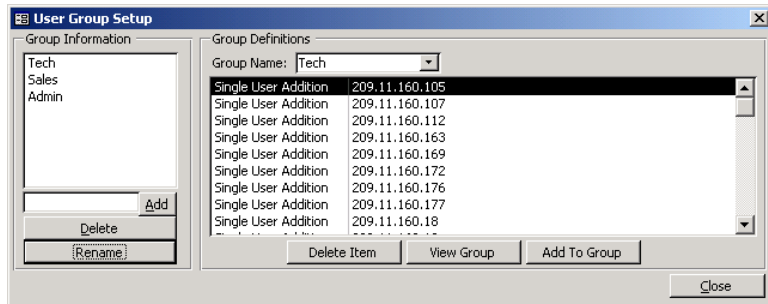 User Group Setup
Group Information
Tech
Sales
Admin
Add
Delete
Rename
Group Definitions
Group Name: Tech
Single User Addition 209.11.160.105
Single User Addition 209.11.160.107
Single User Addition 209.11.160.112
Single User Addition 209.11.160.163
Single User Addition 209.11.160.169
Single User Addition 209.11.160.172
Single User Addition 209.11.160.176
Single User Addition 209.11.160.177
Single User Addition 209.11.160.18
Delete Item View Group Add To Group
Close